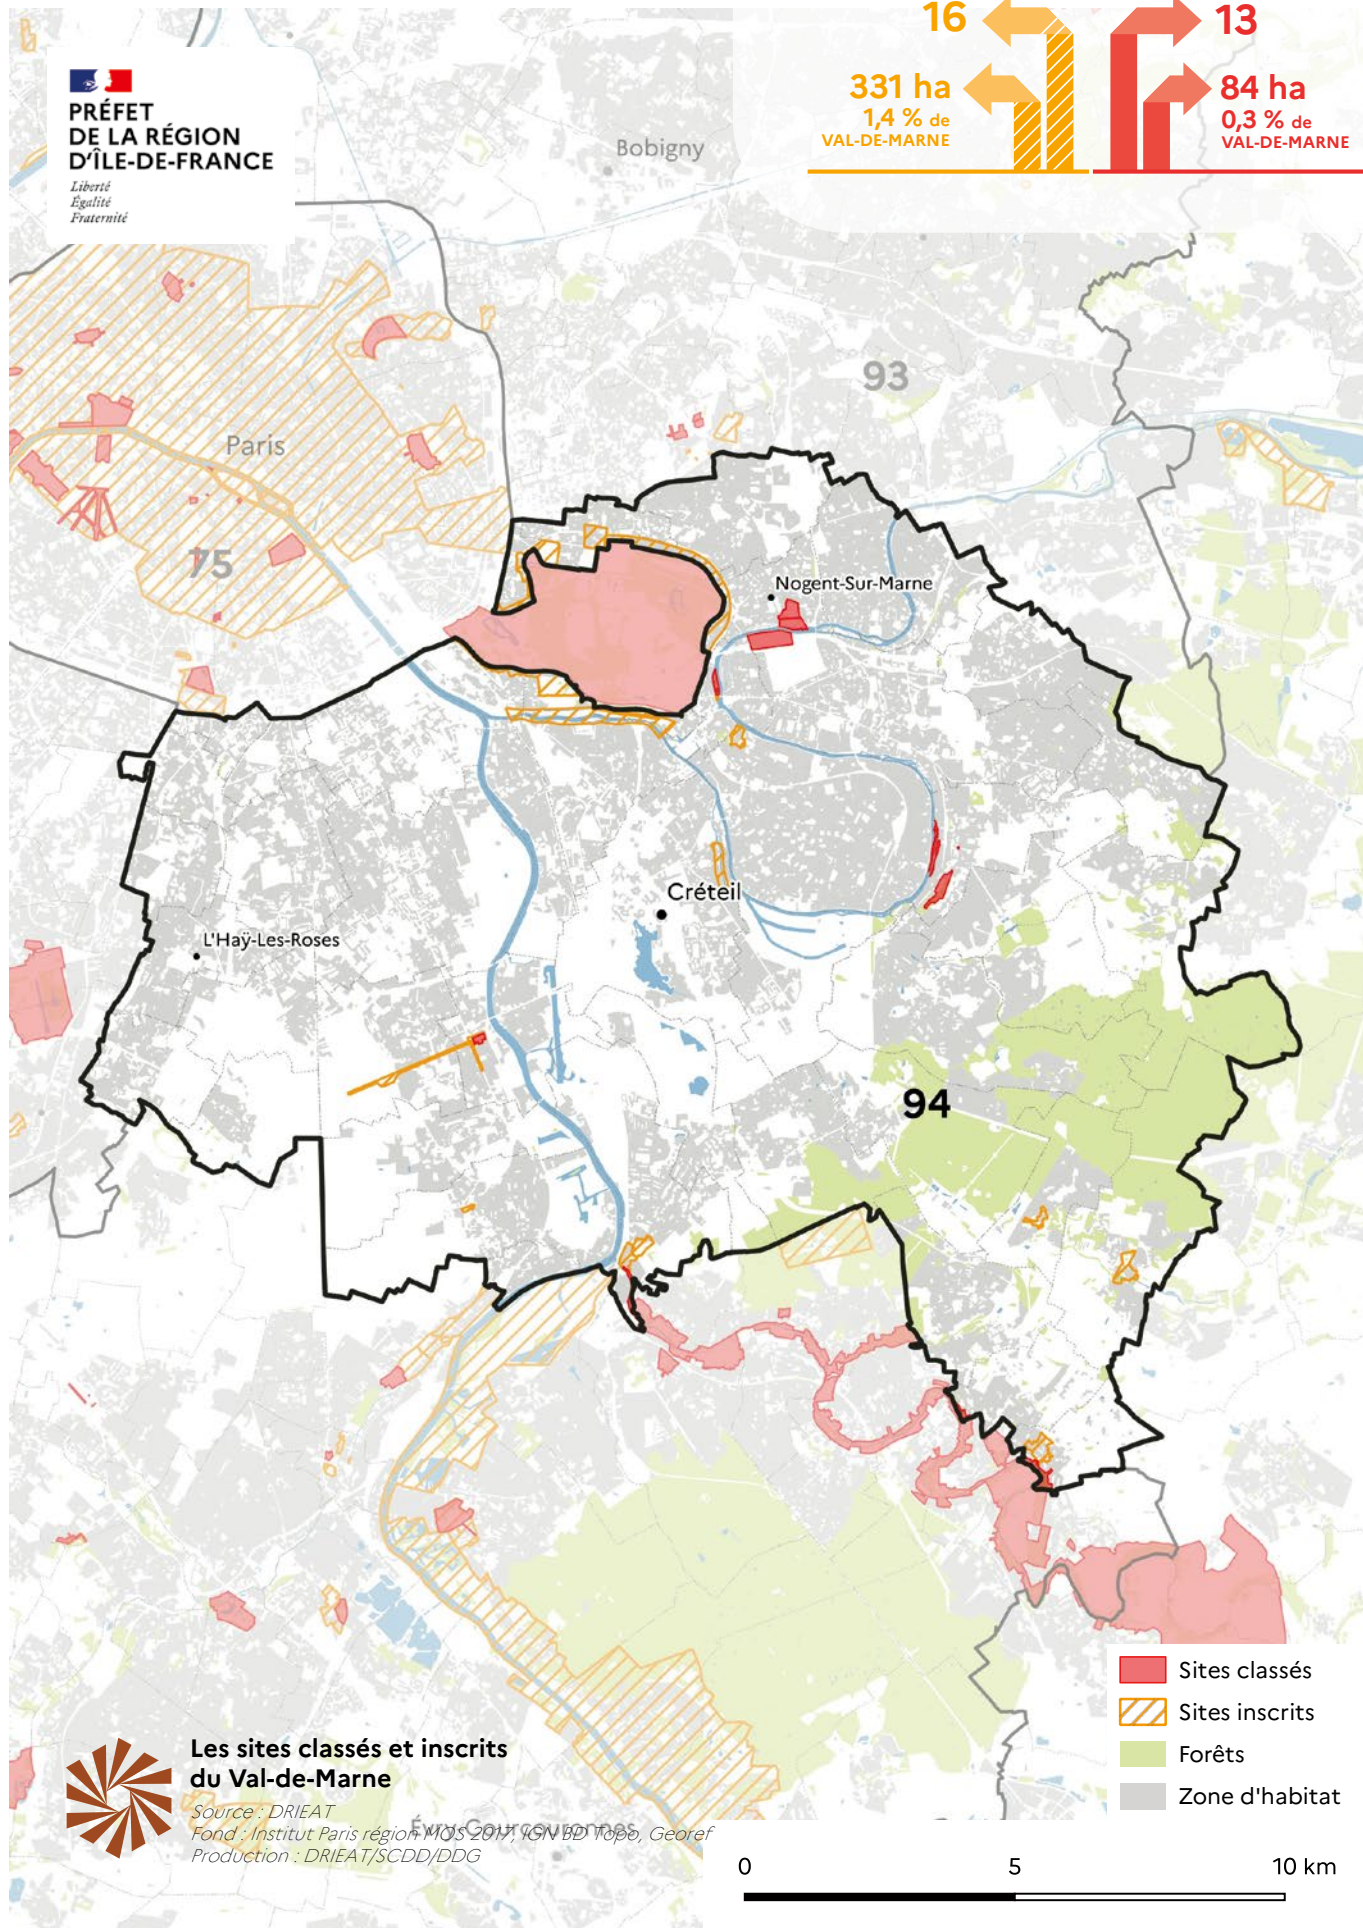 16
13
331 ha
1,4 % de
VAL-DE-MARNE
84 ha
0,3 % de
VAL-DE-MARNE
PRÉFET
DE LA RÉGION
D'ÎLE-DE-FRANCE
Liberté
Égalité
Fraternité
Bobigny
93
Paris
75
Nogent-Sur-Marne
Créteil
L'Haÿ-Les-Roses
94
Sites classés
Sites inscrits
Forêts
Zone d'habitat
Les sites classés et inscrits
du Val-de-Marne
Source : DRIEAT
Évry-Courcouronnes
Fond : Institut Paris région MOS 2017, IGN BD Topo, Georef
Production : DRIEAT/SCDD/DDG
0 5 10 km